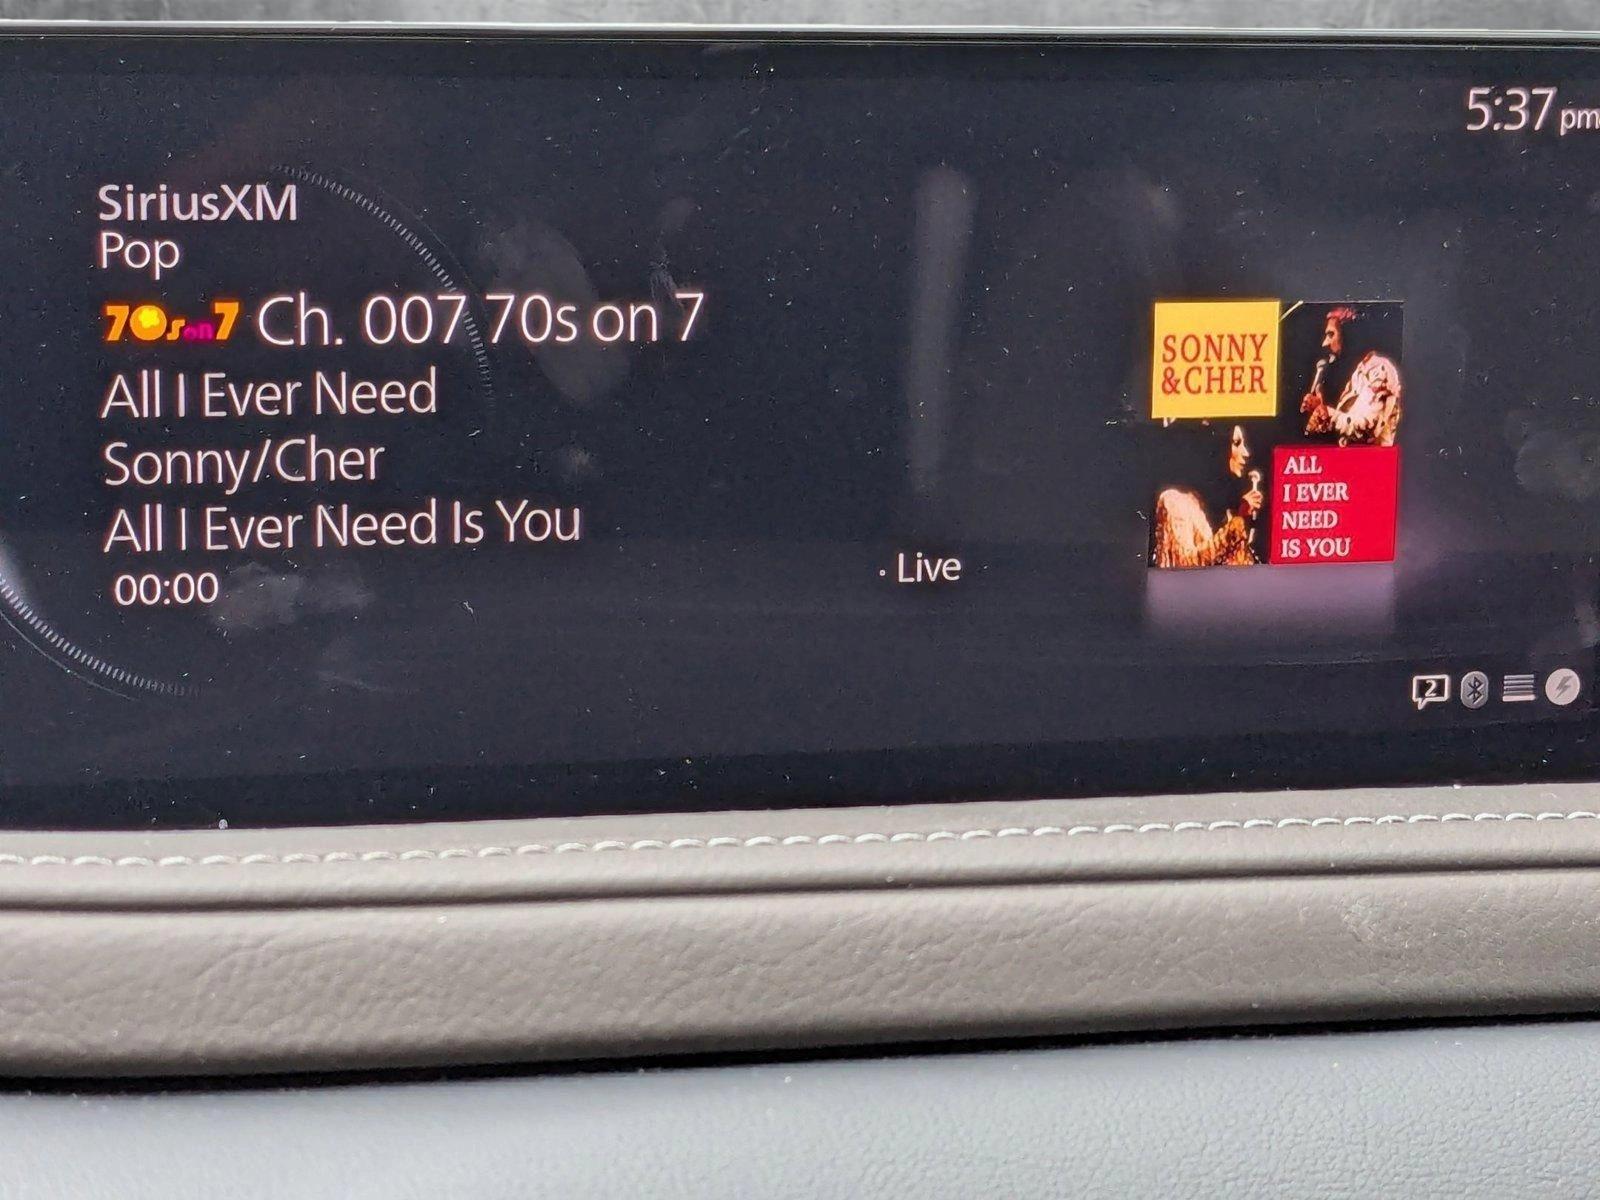 5:37 pm
SiriusXM
Pop
70s on 7 Ch. 007 70s on 7
All I Ever Need
Sonny/Cher
All I Ever Need Is You
00:00
· Live
SONNY
&CHER
ALL
I EVER
NEED
IS YOU
2